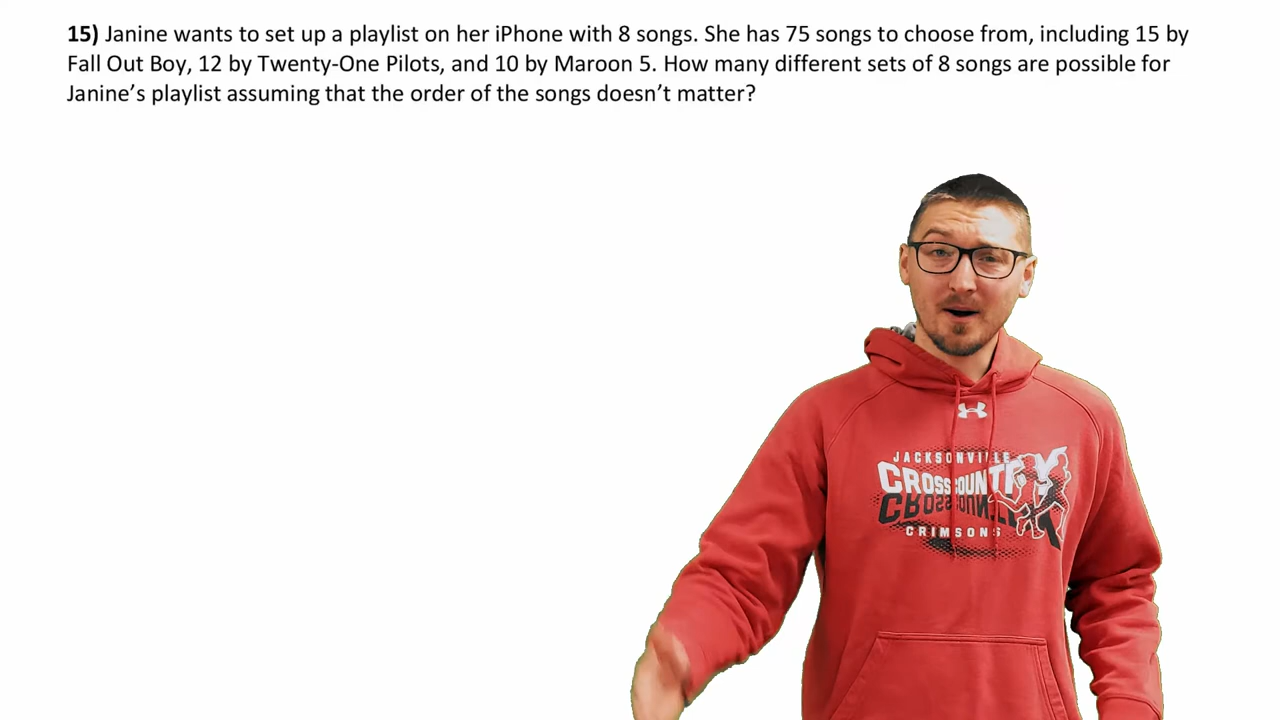 15) Janine wants to set up a playlist on her iPhone with 8 songs. She has 75 songs to choose from, including 15 by
Fall Out Boy, 12 by Twenty-One Pilots, and 10 by Maroon 5. How many different sets of 8 songs are possible for
Janine’s playlist assuming that the order of the songs doesn’t matter?
JACKSONVILLE
CROSS COUNTRY
CRIMSONS